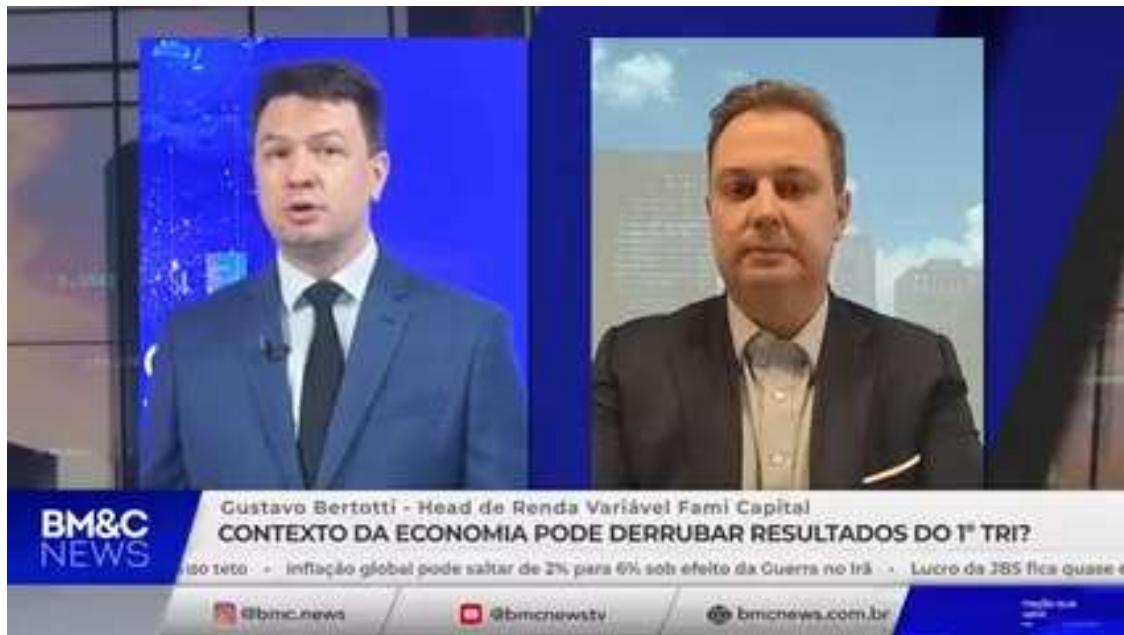 BM&C
NEWS
Gustavo Bertotti - Head de Renda Variável Fami Capital
CONTEXTO DA ECONOMIA PODE DERRUBAR RESULTADOS DO 1º TRI?
teto - Inflação global pode saltar de 2% para 6% sob efeito da Guerra no Irã - Lucro da JBS fica quase
@bmc.news
@bmcnewstv
bmcnews.com.br